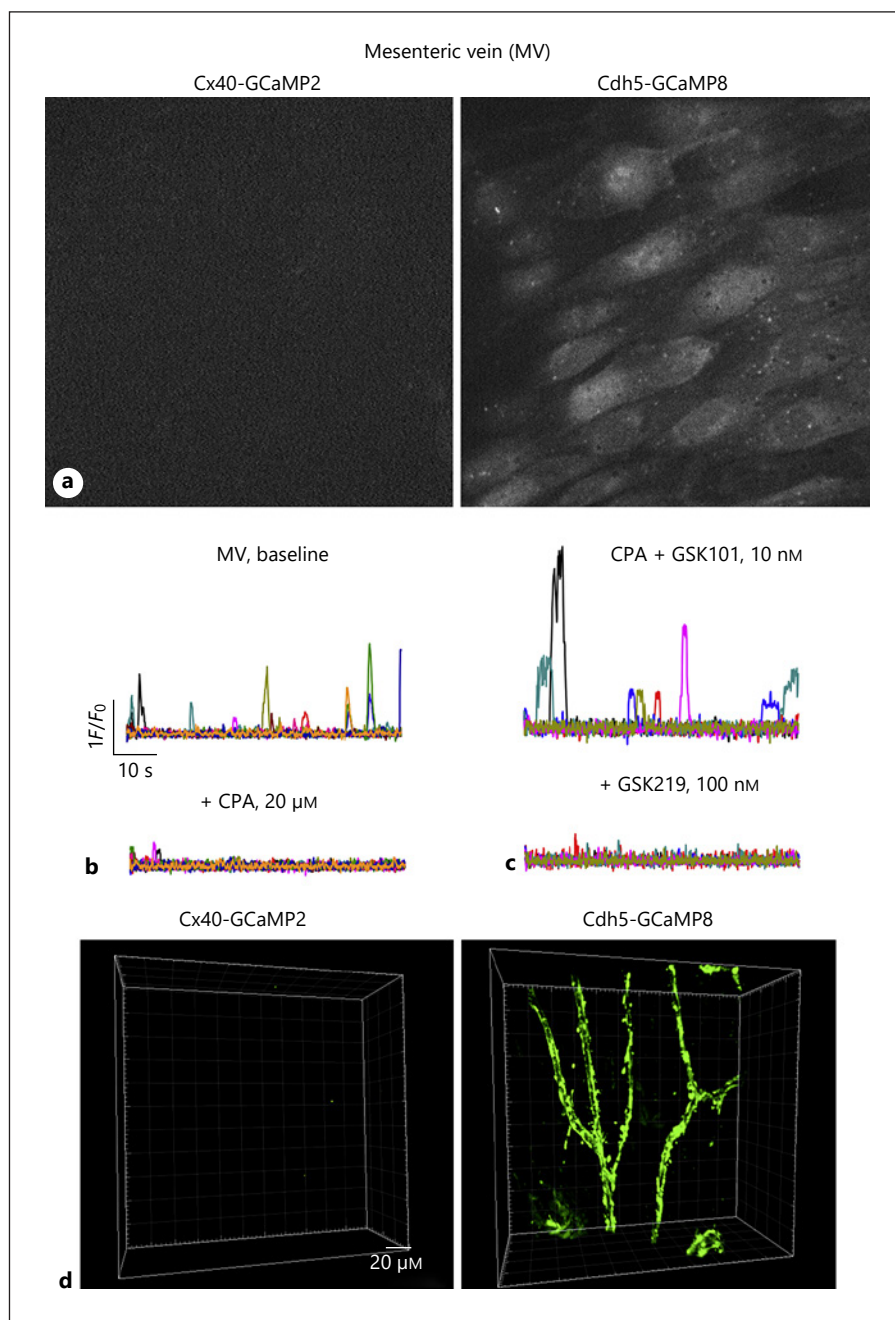 Mesenteric vein (MV)
Cx40-GCaMP2 Cdh5-GCaMP8
a
MV, baseline CPA + GSK101, 10 nM
1F/F0
10 s
+ CPA, 20 µM + GSK219, 100 nM
b c
Cx40-GCaMP2 Cdh5-GCaMP8
20 µM
d